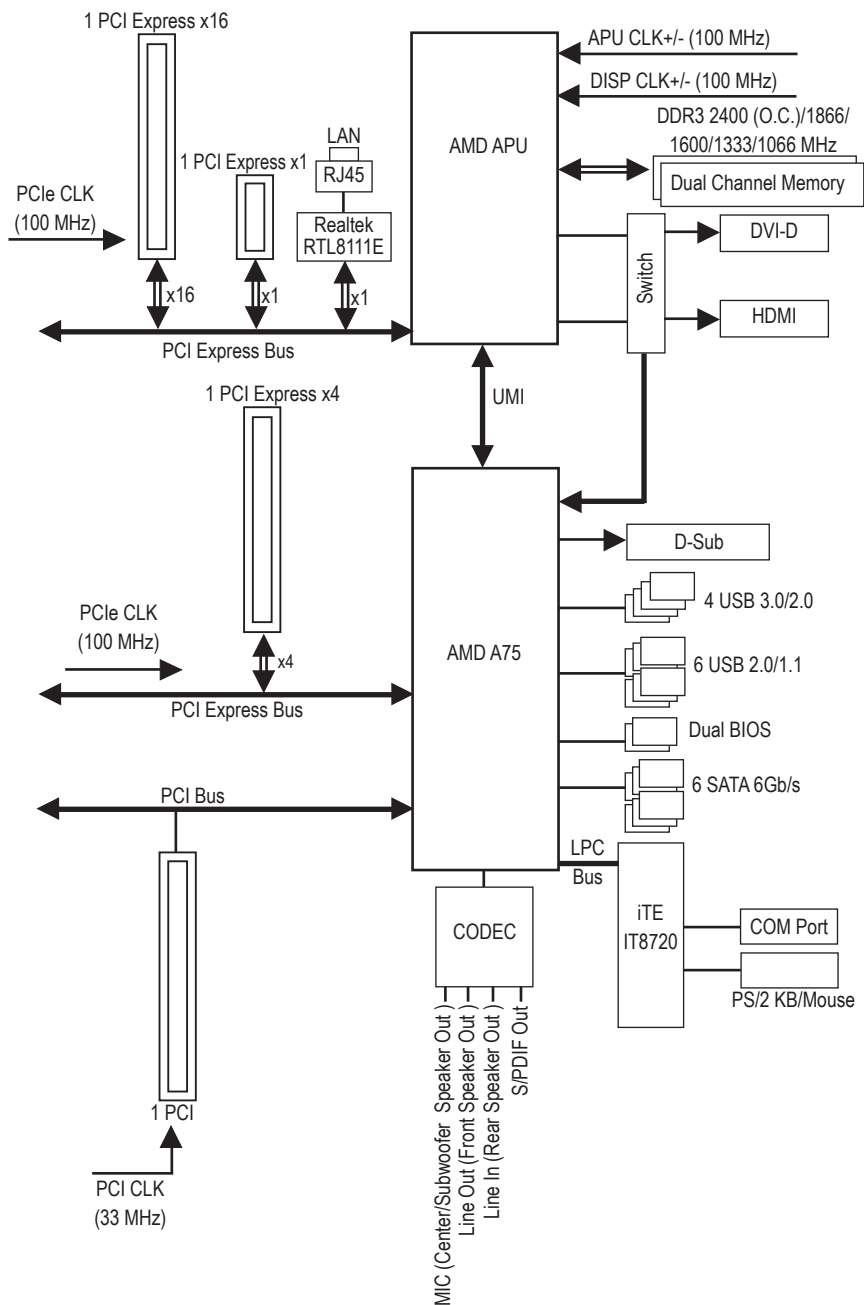 1 PCI Express x16
APU CLK+/- (100 MHz)
DISP CLK+/- (100 MHz)
DDR3 2400 (O.C.)/1866/
1600/1333/1066 MHz
Dual Channel Memory
AMD APU
LAN
RJ45
1 PCI Express x1
Realtek
RTL8111E
PCIe CLK
(100 MHz)
x16
x1
x1
PCI Express Bus
Switch
DVI-D
HDMI
UMI
1 PCI Express x4
PCIe CLK
(100 MHz)
x4
PCI Express Bus
AMD A75
D-Sub
4 USB 3.0/2.0
6 USB 2.0/1.1
Dual BIOS
6 SATA 6Gb/s
PCI Bus
LPC
Bus
iTE
IT8720
COM Port
PS/2 KB/Mouse
CODEC
MIC (Center/Subwoofer Speaker Out )
Line Out (Front Speaker Out )
Line In (Rear Speaker Out )
S/PDIF Out
1 PCI
PCI CLK
(33 MHz)